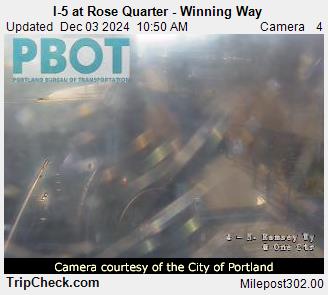 I-5 at Rose Quarter - Winning Way
Updated Dec 03 2024 10:50 AM Camera 4
PBOT
PORTLAND BUREAU OF TRANSPORTATION
4 - N. Ramsey Wy
@ One Cts
Camera courtesy of the City of Portland
TripCheck.com Milepost302.00